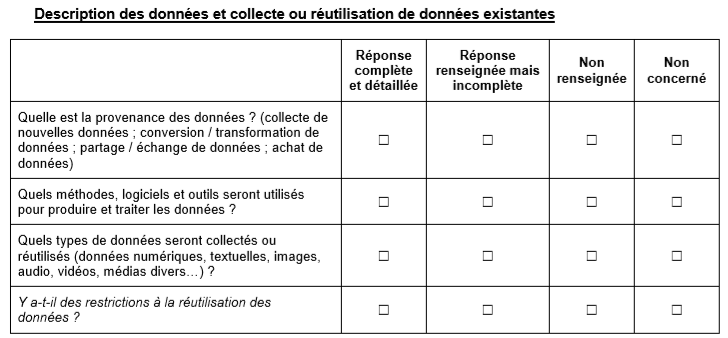 Description des données et collecte ou réutilisation de données existantes
Réponse complète et détaillée
Réponse renseignée mais incomplète
Non renseignée
Non concerné
Quelle est la provenance des données ? (collecte de
nouvelles données ; conversion / transformation de
données ; partage / échange de données ; achat de
données)
☐ ☐ ☐ ☐
Quels méthodes, logiciels et outils seront utilisés
pour produire et traiter les données ?
☐ ☐ ☐ ☐
Quels types de données seront collectés ou
réutilisés (données numériques, textuelles, images,
audio, vidéos, médias divers…) ?
☐ ☐ ☐ ☐
Y a-t-il des restrictions à la réutilisation des
données ?
☐ ☐ ☐ ☐